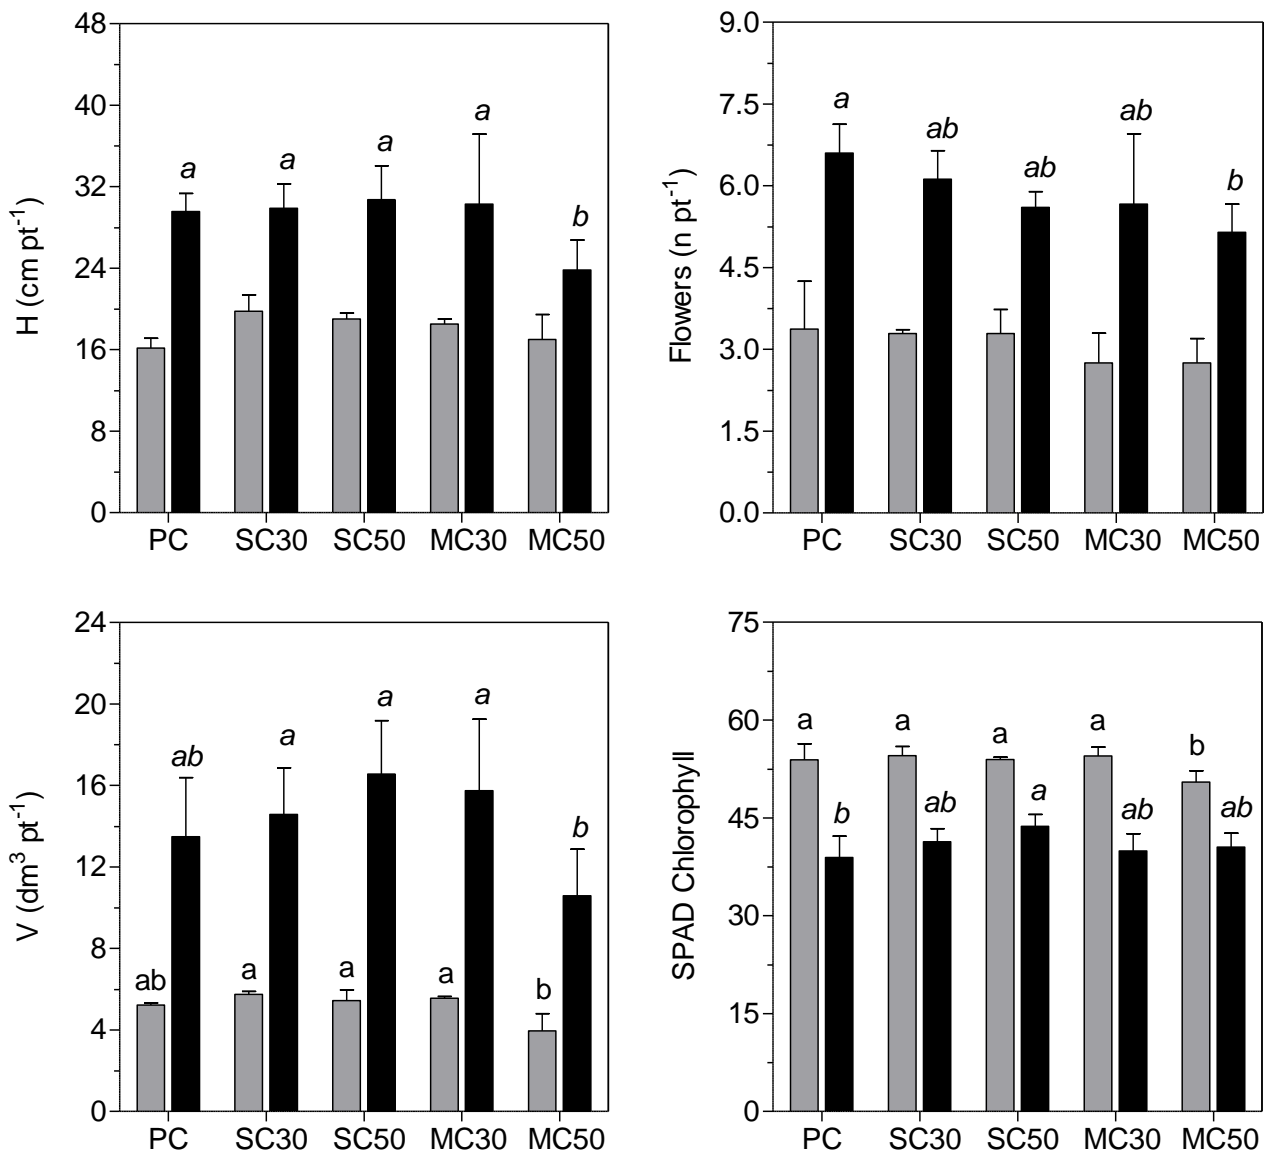 48
40
32
24
16
8
0
H (cm pt⁻¹)
a a a a b
PC SC30 SC50 MC30 MC50
9.0
7.5
6.0
4.5
3.0
1.5
0.0
Flowers (n pt⁻¹)
a ab ab ab b
PC SC30 SC50 MC30 MC50
24
20
16
12
8
4
0
V (dm³ pt⁻¹)
ab a a a b
ab a a a b
PC SC30 SC50 MC30 MC50
75
60
45
30
15
0
SPAD Chlorophyll
a a a a b
b ab a ab ab
PC SC30 SC50 MC30 MC50